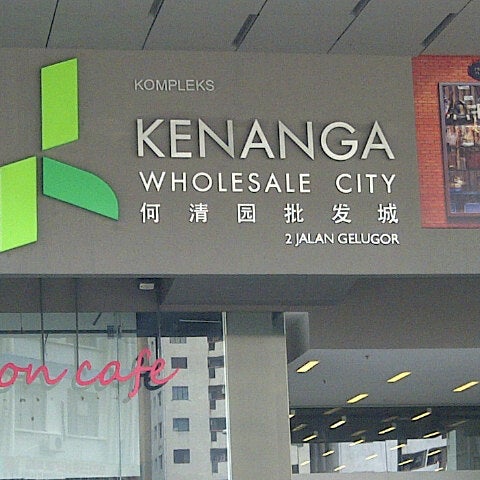 KOMPLEKS
KENANGA
WHOLESALE CITY
何清园批发城
2 JALAN GELUGOR
on cafe